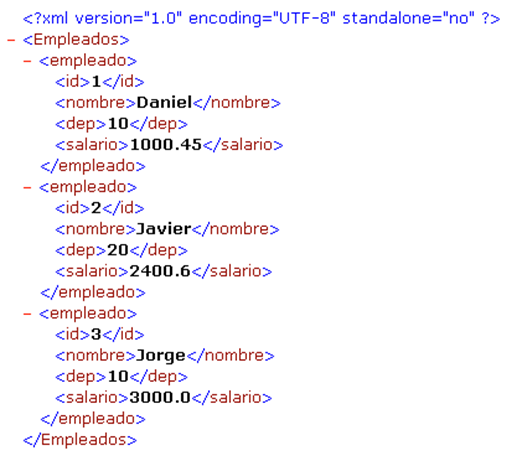 <?xml version="1.0" encoding="UTF-8" standalone="no" ?>
- <Empleados>
- <empleado>
<id>1</id>
<nombre>Daniel</nombre>
<dep>10</dep>
<salario>1000.45</salario>
</empleado>
- <empleado>
<id>2</id>
<nombre>Javier</nombre>
<dep>20</dep>
<salario>2400.6</salario>
</empleado>
- <empleado>
<id>3</id>
<nombre>Jorge</nombre>
<dep>10</dep>
<salario>3000.0</salario>
</empleado>
</Empleados>